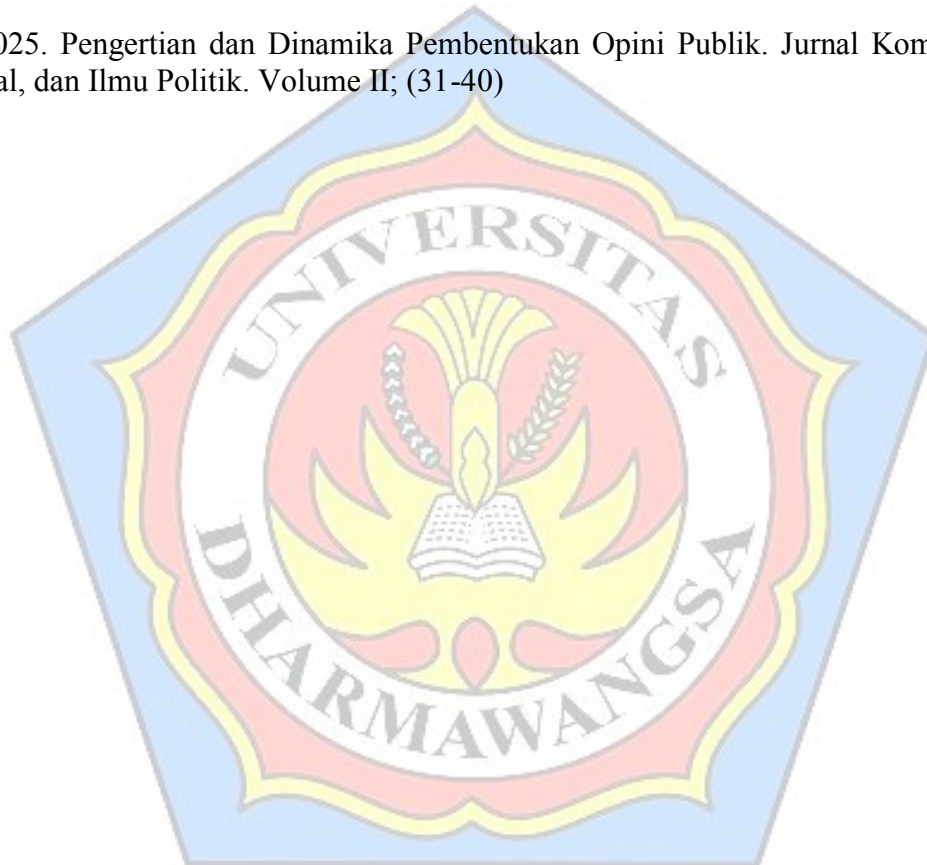 025. Pengertian dan Dinamika Pembentukan Opini Publik. Jurnal Kom
al, dan Ilmu Politik. Volume II; (31-40)
UNIVERSITAS
DHARMAWANGSA